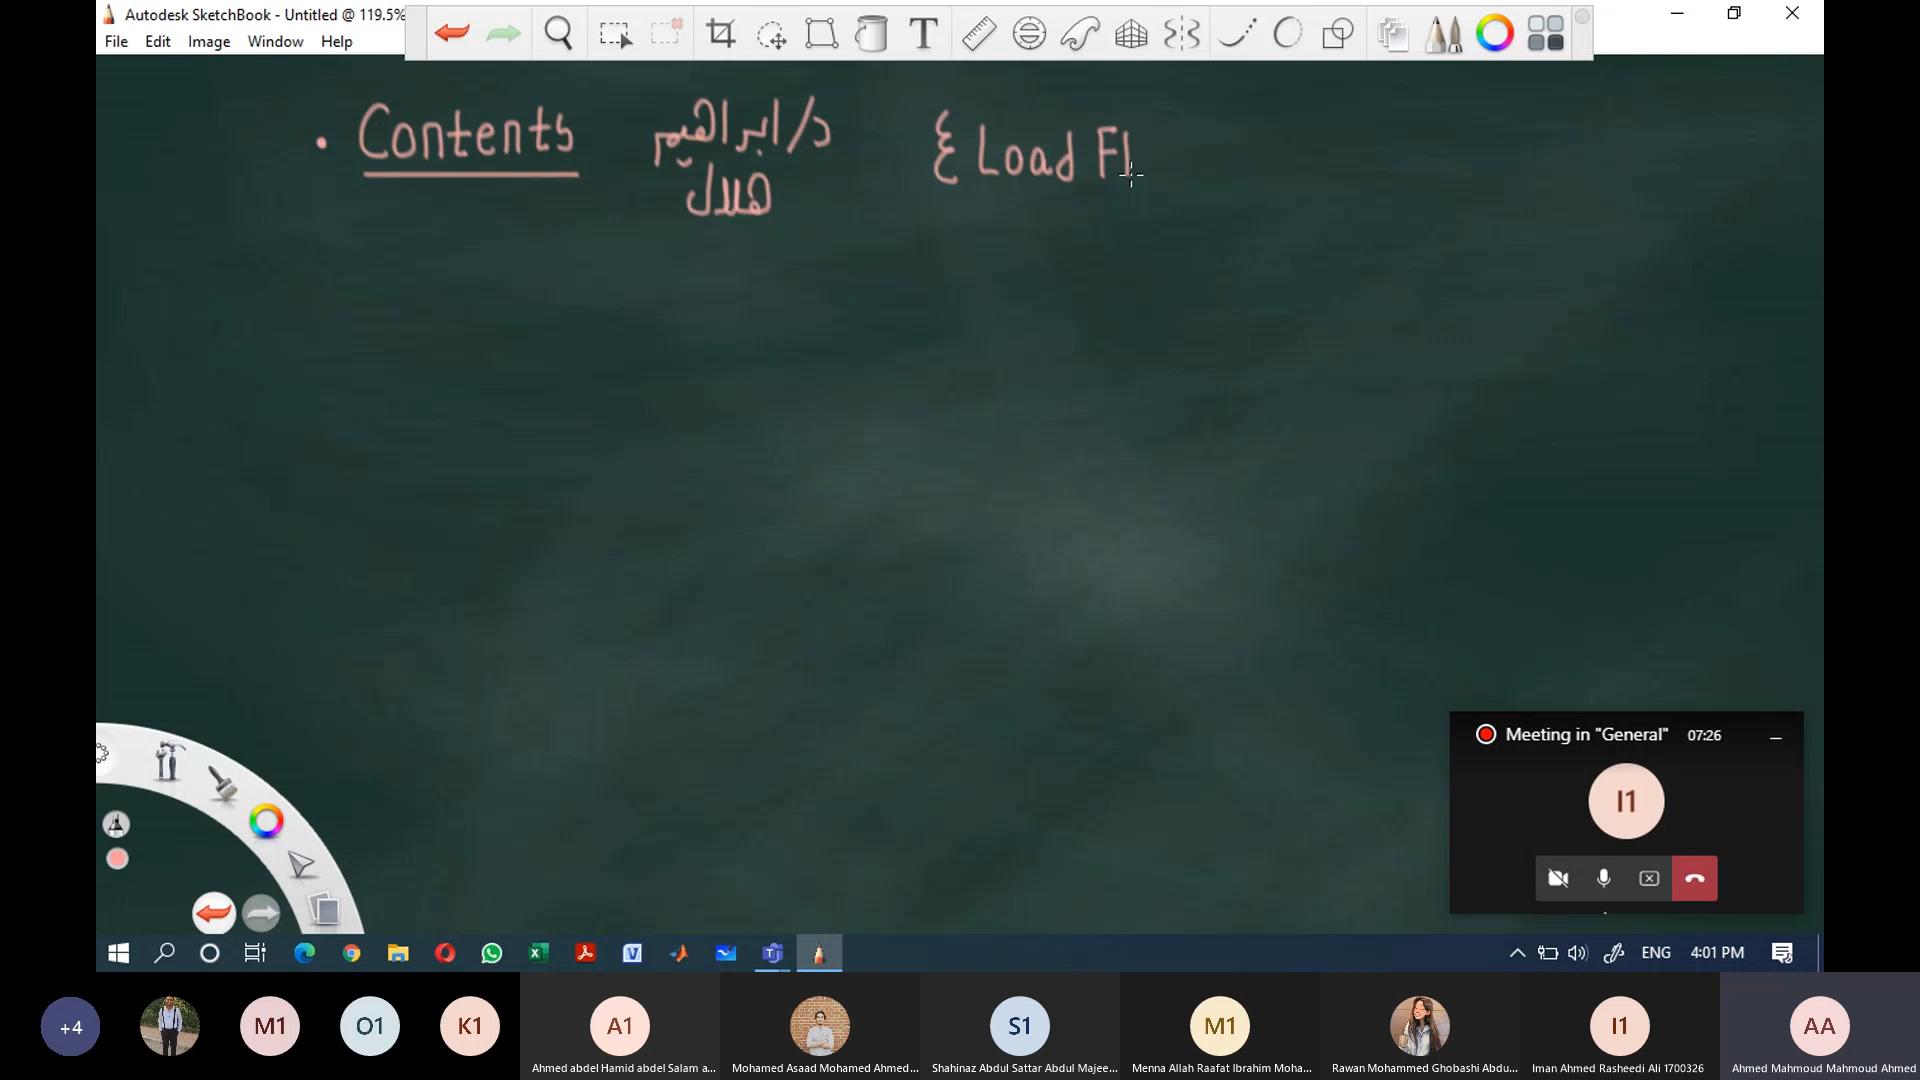 Autodesk SketchBook - Untitled @ 119.5%
File Edit Image Window Help
T
• Contents د/ ابراهيم هلال { Load Fl
Meeting in "General" 07:26
I1
ENG 4:01 PM
+4 M1 O1 K1 A1 S1 M1 I1 AA
Ahmed abdel Hamid abdel Salam a...
Mohamed Asaad Mohamed Ahmed...
Shahinaz Abdul Sattar Abdul Majee...
Menna Allah Raafat Ibrahim Moha...
Rawan Mohammed Ghobashi Abdu...
Iman Ahmed Rasheedi Ali 1700326
Ahmed Mahmoud Mahmoud Ahmed